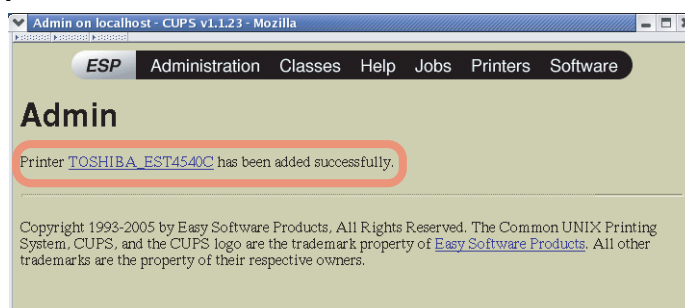 Admin on localhost - CUPS v1.1.23 - Mozilla
ESP Administration Classes Help Jobs Printers Software
Admin
Printer TOSHIBA_EST4540C has been added successfully.
Copyright 1993-2005 by Easy Software Products, All Rights Reserved. The Common UNIX Printing
System, CUPS, and the CUPS logo are the trademark property of Easy Software Products. All other
trademarks are the property of their respective owners.